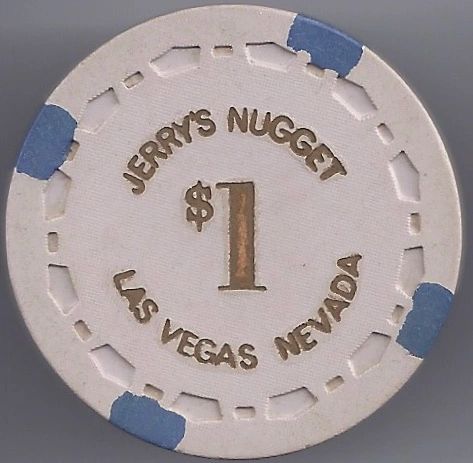 JERRY'S NUGGET
$1
LAS VEGAS NEVADA